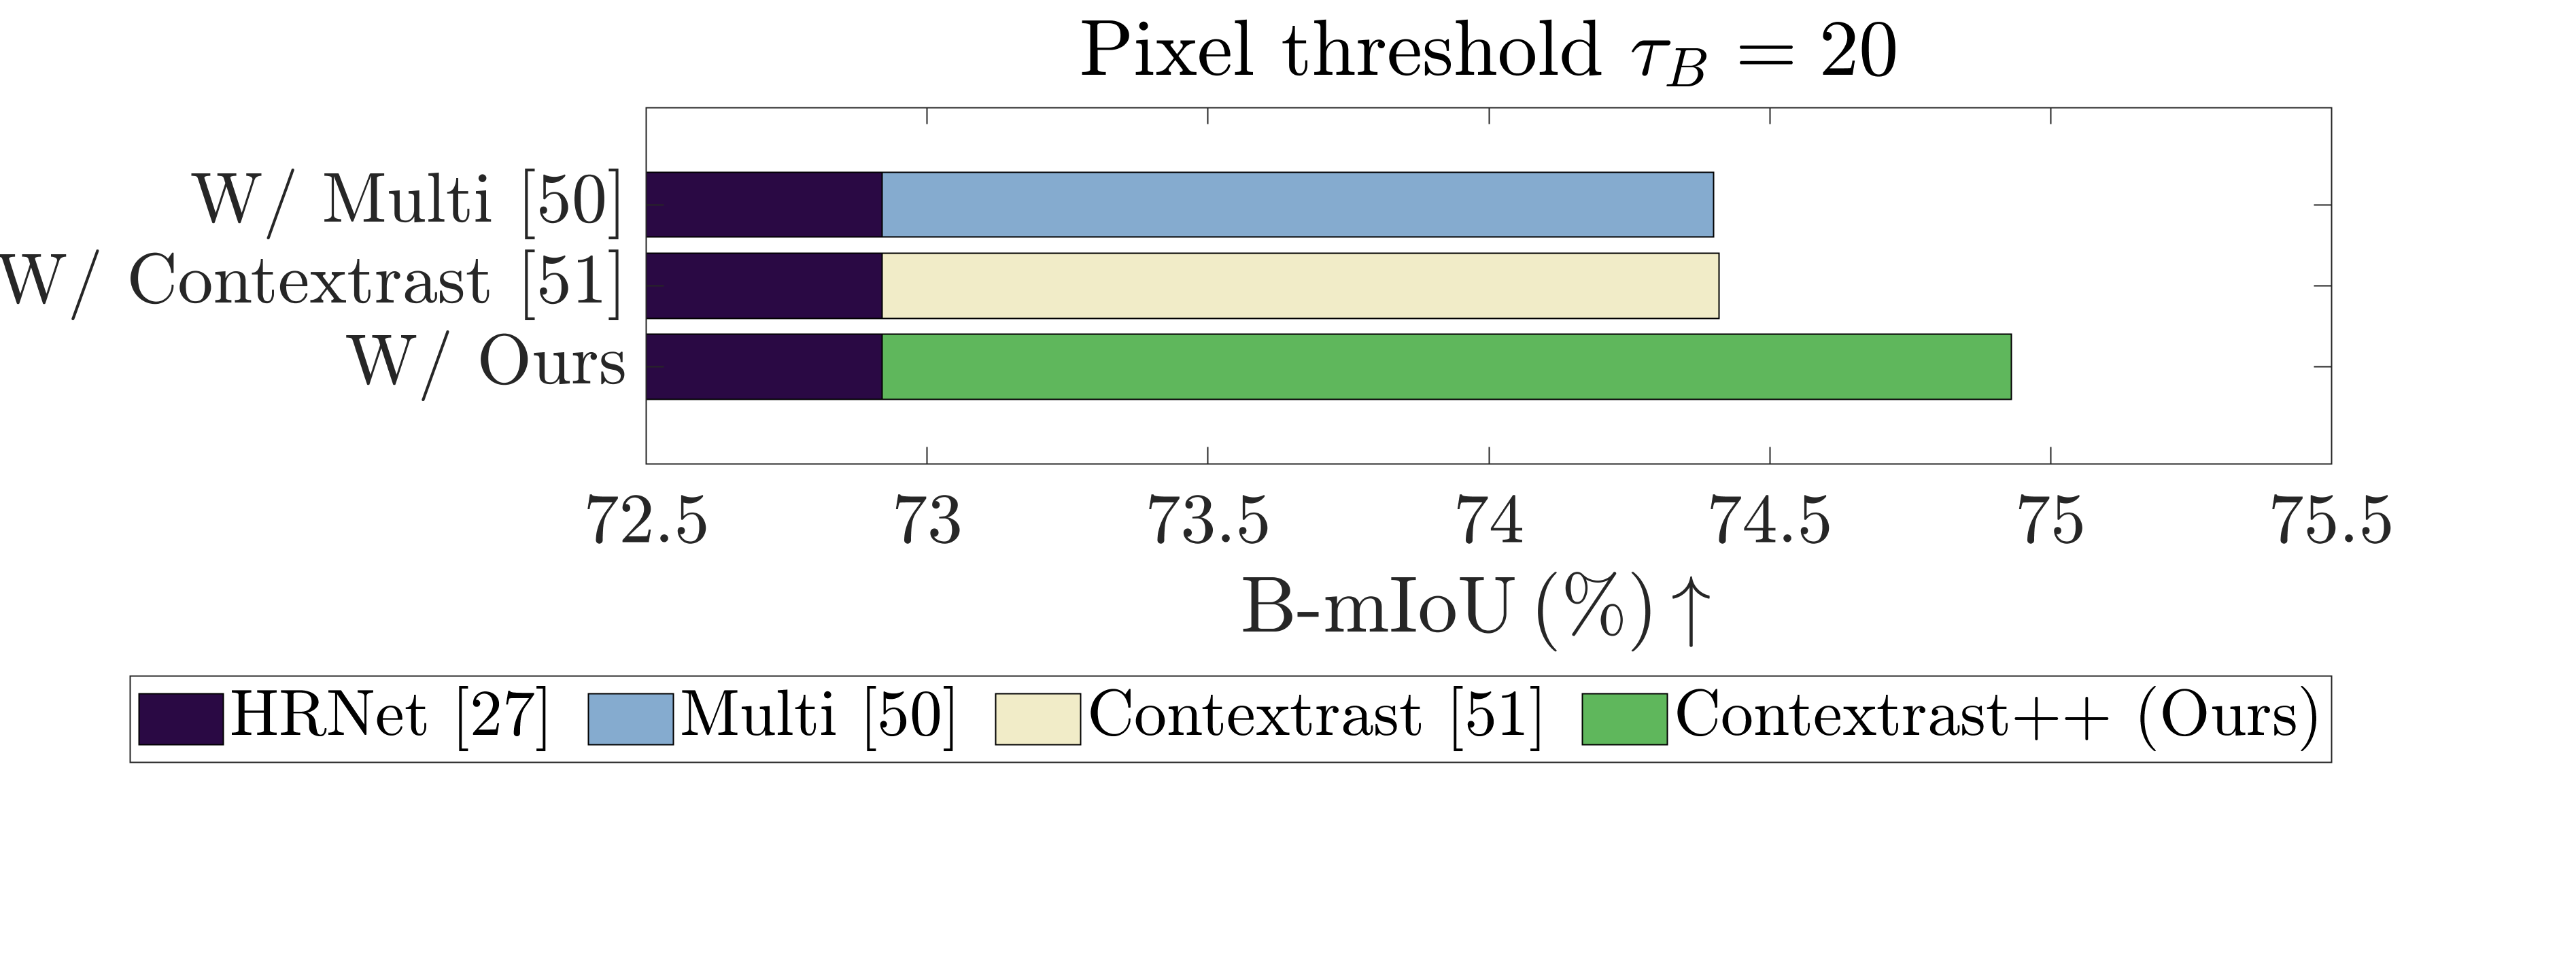 Pixel threshold τ_B = 20
W/ Multi [50]
W/ Contextrast [51]
W/ Ours
72.5 73 73.5 74 74.5 75 75.5
B-mIoU (%) ↑
HRNet [27] Multi [50] Contextrast [51] Contextrast++ (Ours)